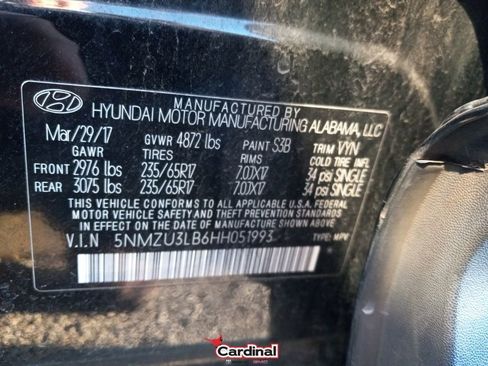 MANUFACTURED BY
HYUNDAI MOTOR MANUFACTURING ALABAMA, LLC
Mar/29/17 GVWR 4872 lbs PAINT S3B TRIM VYN
GAWR TIRES RIMS COLD TIRE INFL.
FRONT 2976 lbs 235/65R17 7.0JX17 34 psi SINGLE
REAR 3075 lbs 235/65R17 7.0JX17 34 psi SINGLE
THIS VEHICLE CONFORMS TO ALL APPLICABLE U.S.A. FEDERAL
MOTOR VEHICLE SAFETY STANDARDS
IN EFFECT ON THE DATE OF MANUFACTURE SHOWN ABOVE.
V.I.N 5NMZU3LB6HH051993 TYPE: MPV
Cardinal